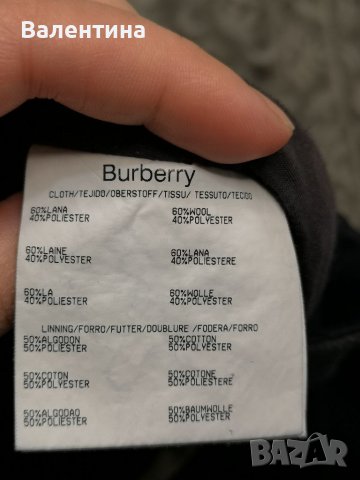 Валентина
Burberry
CLOTH/TEJIDO/OBERSTOFF/TISSU/ TESSUTO/TECIDO
60%LANA 60%WOOL
40%POLIESTER 40%POLYESTER
60%LAINE 60%LANA
40%POLYESTER 40%POLIESTERE
60%LA 60%WOLLE
40%POLIESTER 40%POLYESTER
LINNING/FORRO/FUTTER/DOUBLURE /FODERA/FORRO
50%ALGODON 50%COTTON
50%POLIESTER 50%POLYESTER
50%COTON 50%COTONE
50%POLYESTER 50%POLIESTERE
50%ALGODAO 50%BAUMWOLLE
50%POLIESTER 50%POLYESTER
BAZAR